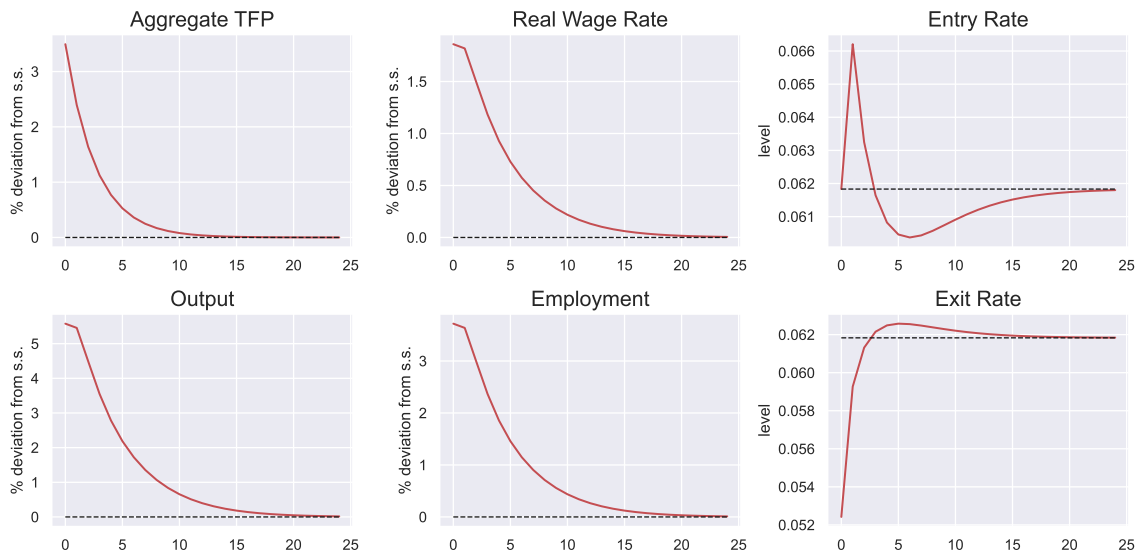 Aggregate TFP
% deviation from s.s.
3
2
1
0
0 5 10 15 20 25
Real Wage Rate
% deviation from s.s.
1.5
1.0
0.5
0.0
0 5 10 15 20 25
Entry Rate
level
0.066
0.065
0.064
0.063
0.062
0.061
0 5 10 15 20 25
Output
% deviation from s.s.
5
4
3
2
1
0
0 5 10 15 20 25
Employment
% deviation from s.s.
3
2
1
0
0 5 10 15 20 25
Exit Rate
level
0.062
0.060
0.058
0.056
0.054
0.052
0 5 10 15 20 25